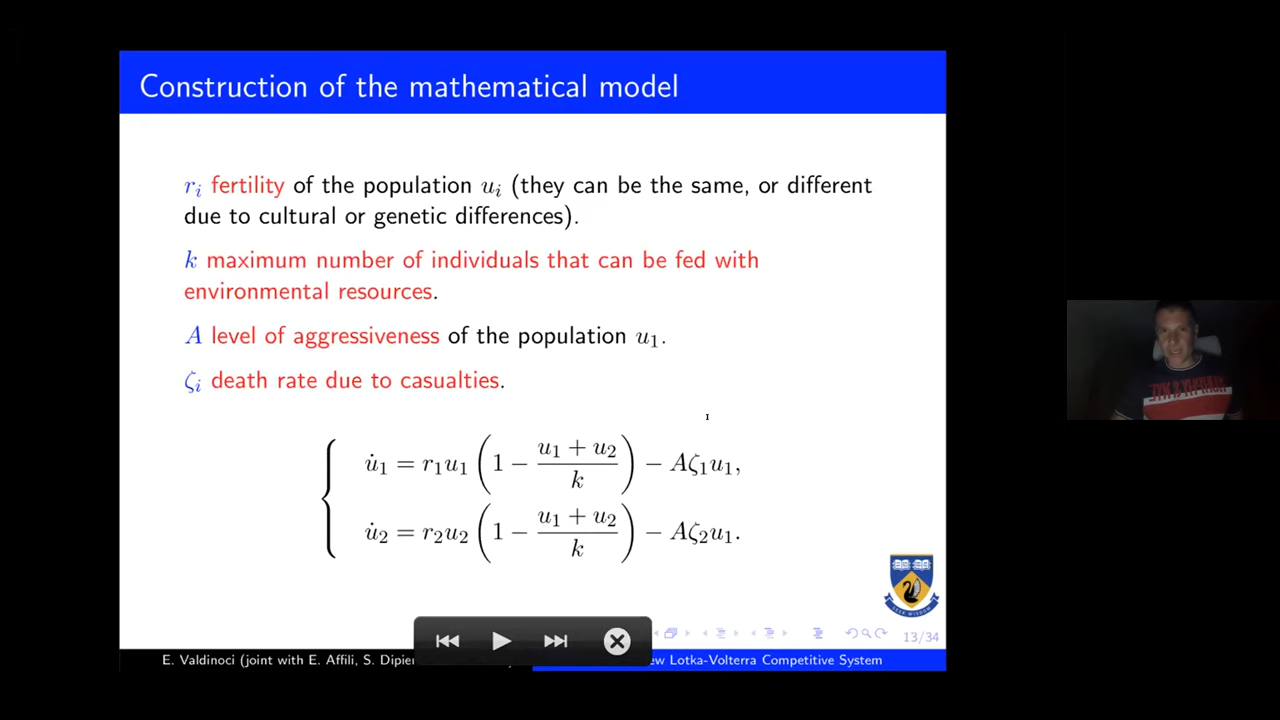 Construction of the mathematical model
rᵢ fertility of the population uᵢ (they can be the same, or different
due to cultural or genetic differences).
k maximum number of individuals that can be fed with
environmental resources.
A level of aggressiveness of the population u₁.
ζᵢ death rate due to casualties.
u̇₁ = r₁u₁ (1 − (u₁ + u₂)/k) − Aζ₁u₁,
u̇₂ = r₂u₂ (1 − (u₁ + u₂)/k) − Aζ₂u₁.
13/34
E. Valdinoci (joint with E. Affili, S. Dipier
ew Lotka-Volterra Competitive System